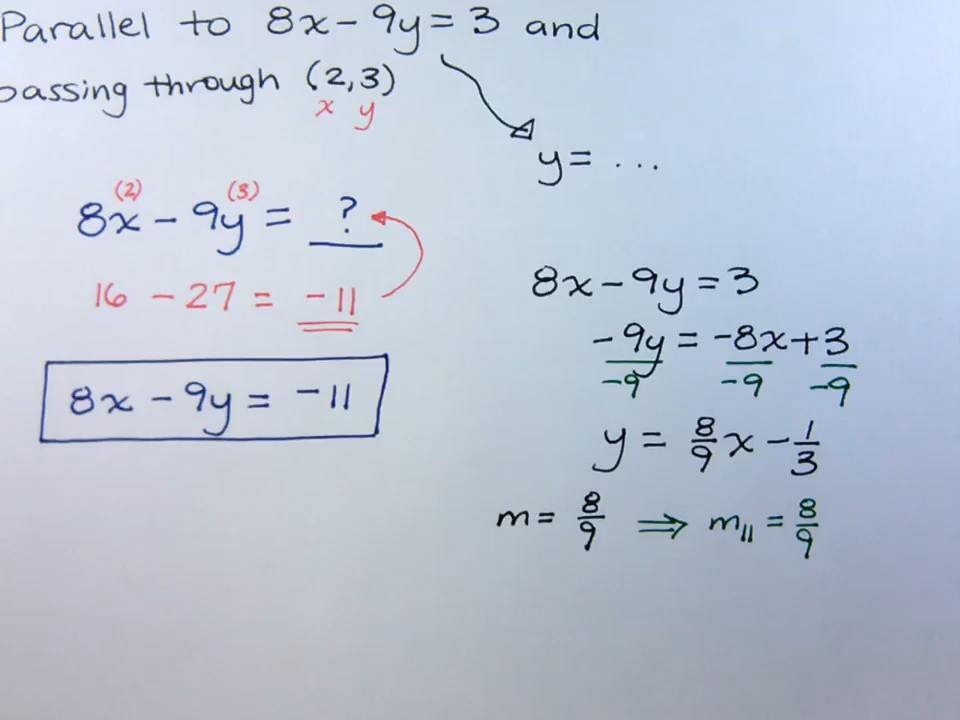 Parallel to 8x - 9y = 3 and
passing through (2,3)
x y
y = ...
(2) (3)
8x - 9y = ?
16 - 27 = -11
8x - 9y = -11
8x - 9y = 3
-9y = -8x + 3
-9 -9 -9
y = 8/9 x - 1/3
m = 8/9 ⇒ m|| = 8/9